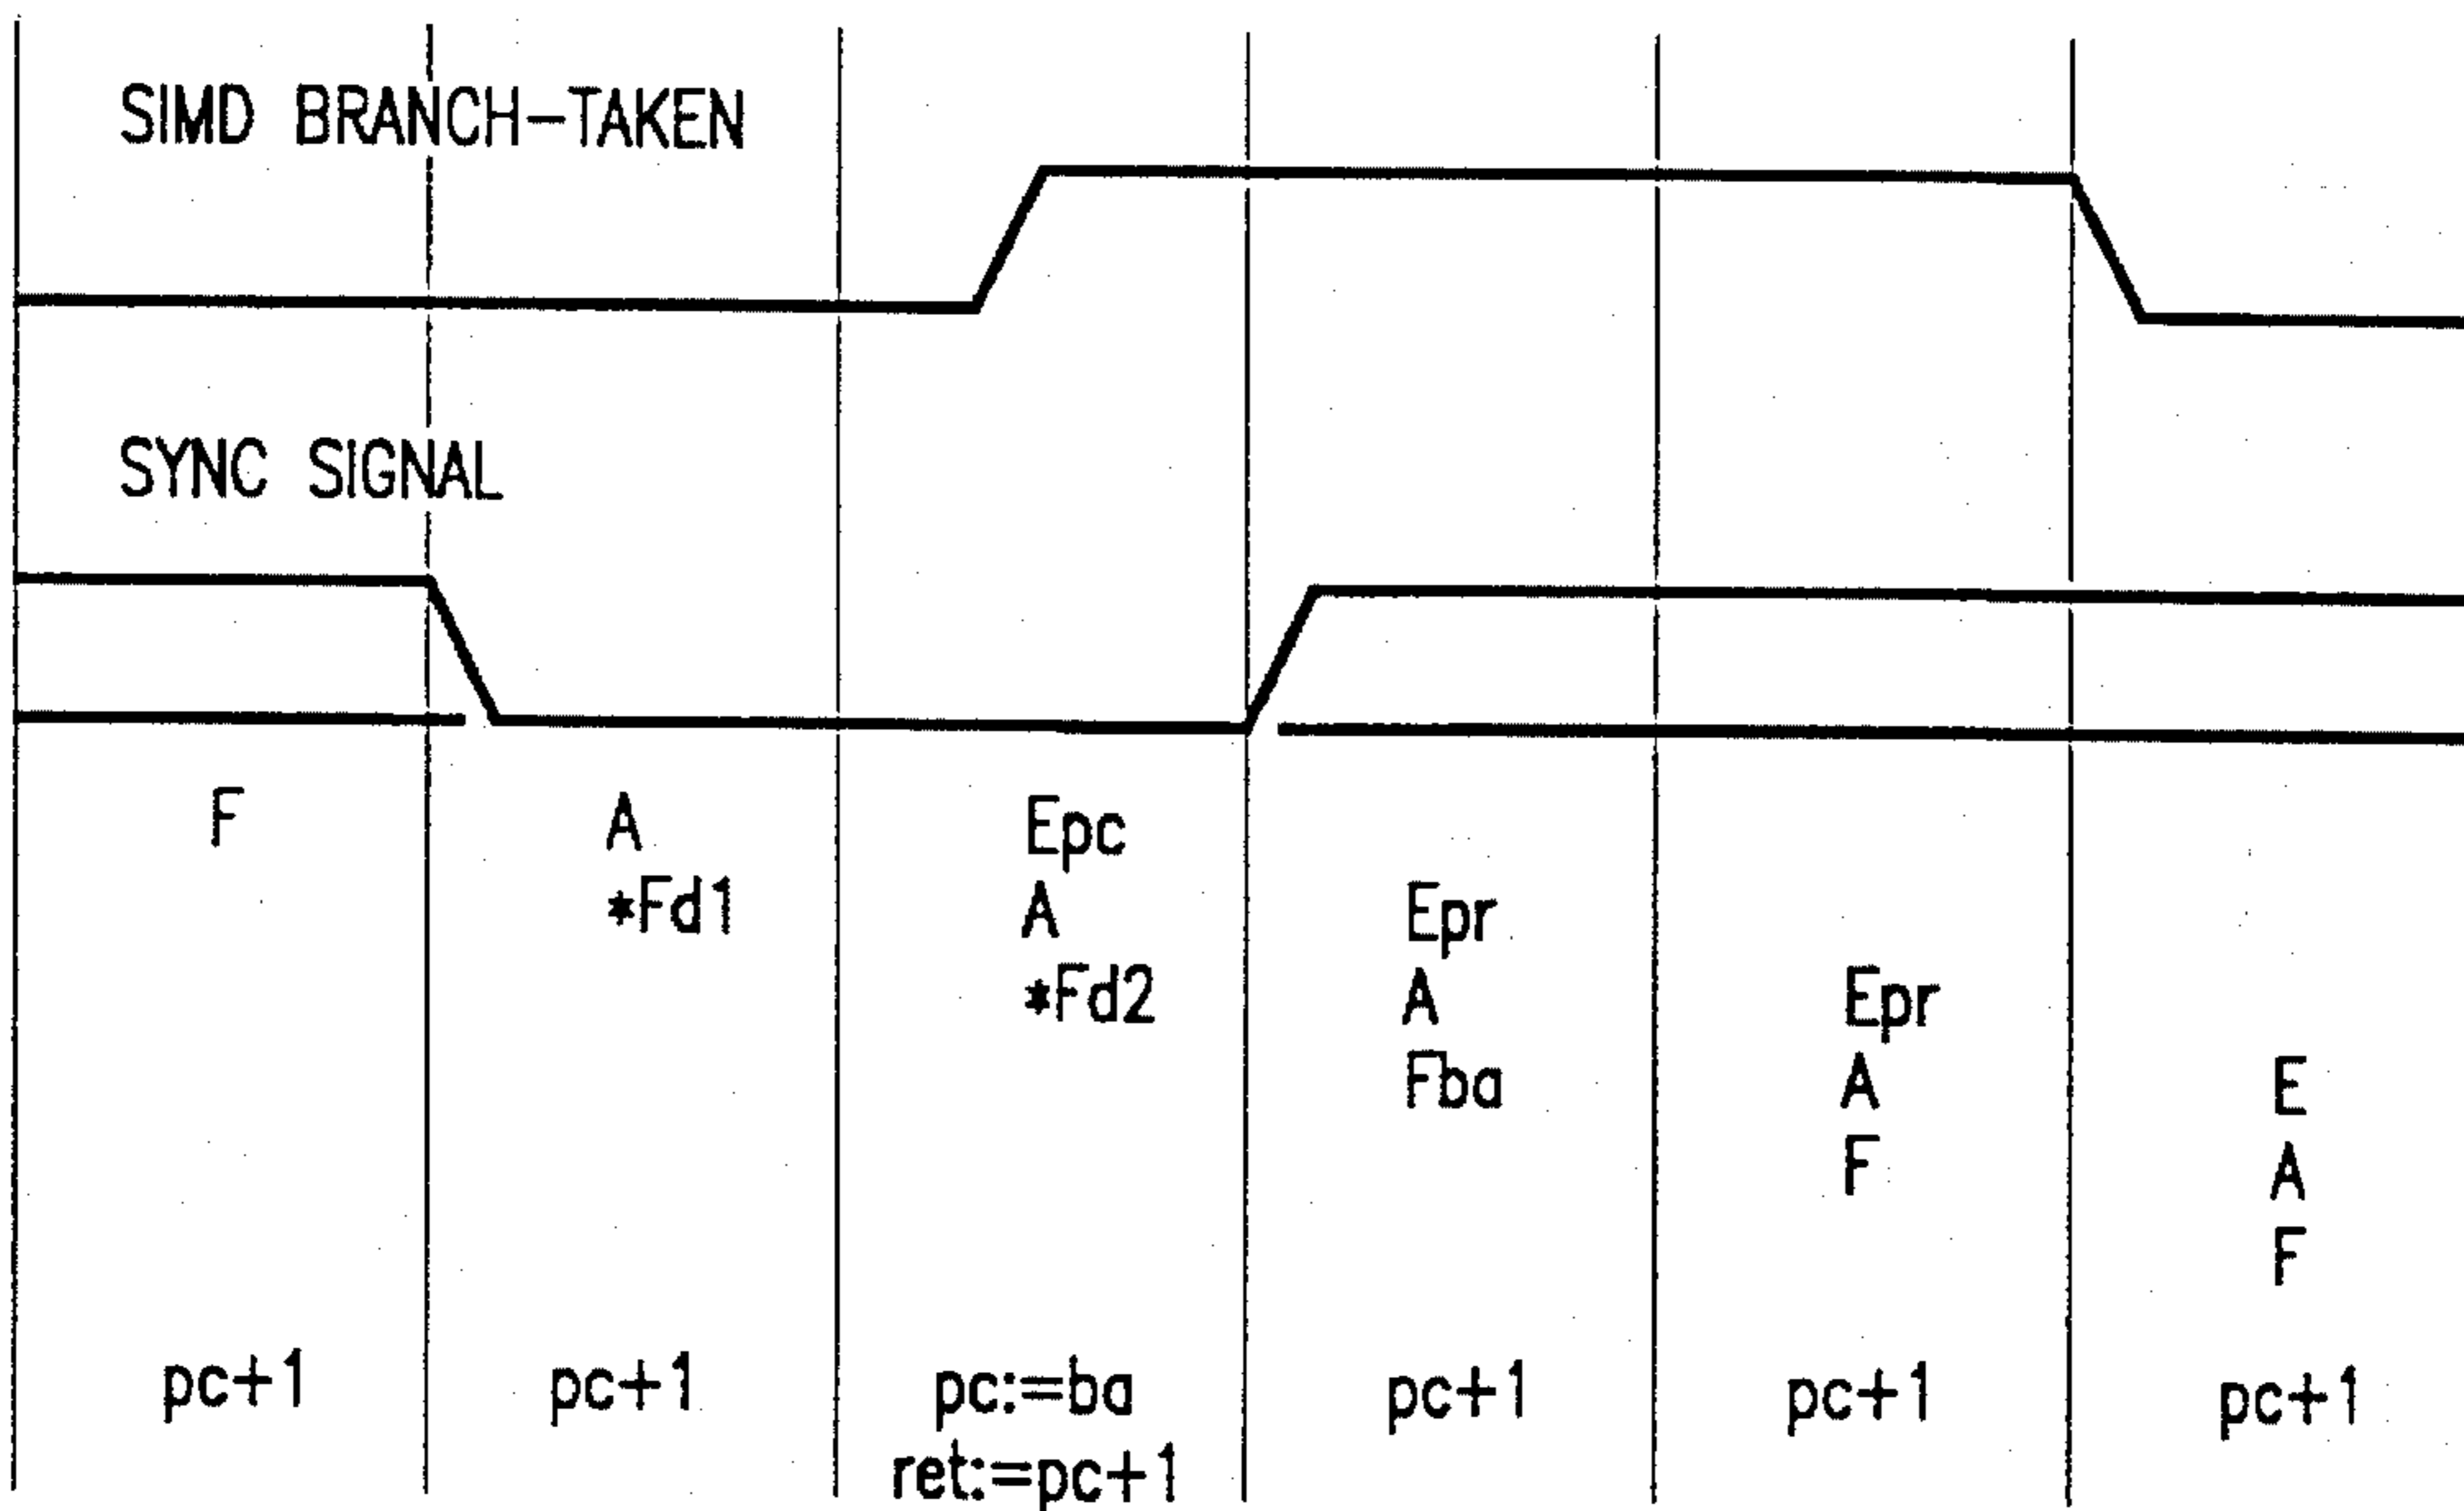 SIMD BRANCH-TAKEN
SYNC SIGNAL
F
A
*Fd1
Epc
A
*Fd2
Epr
A
Fba
Epr
A
F
E
A
F
pc+1
pc+1
pc:=ba
ret:=pc+1
pc+1
pc+1
pc+1